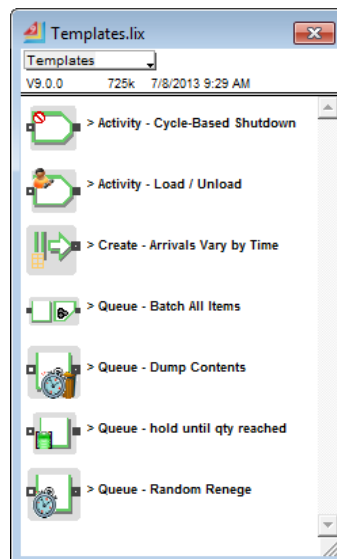 Templates.lix
Templates
V9.0.0 725k 7/8/2013 9:29 AM
> Activity - Cycle-Based Shutdown
> Activity - Load / Unload
> Create - Arrivals Vary by Time
> Queue - Batch All Items
> Queue - Dump Contents
> Queue - hold until qty reached
> Queue - Random Renege